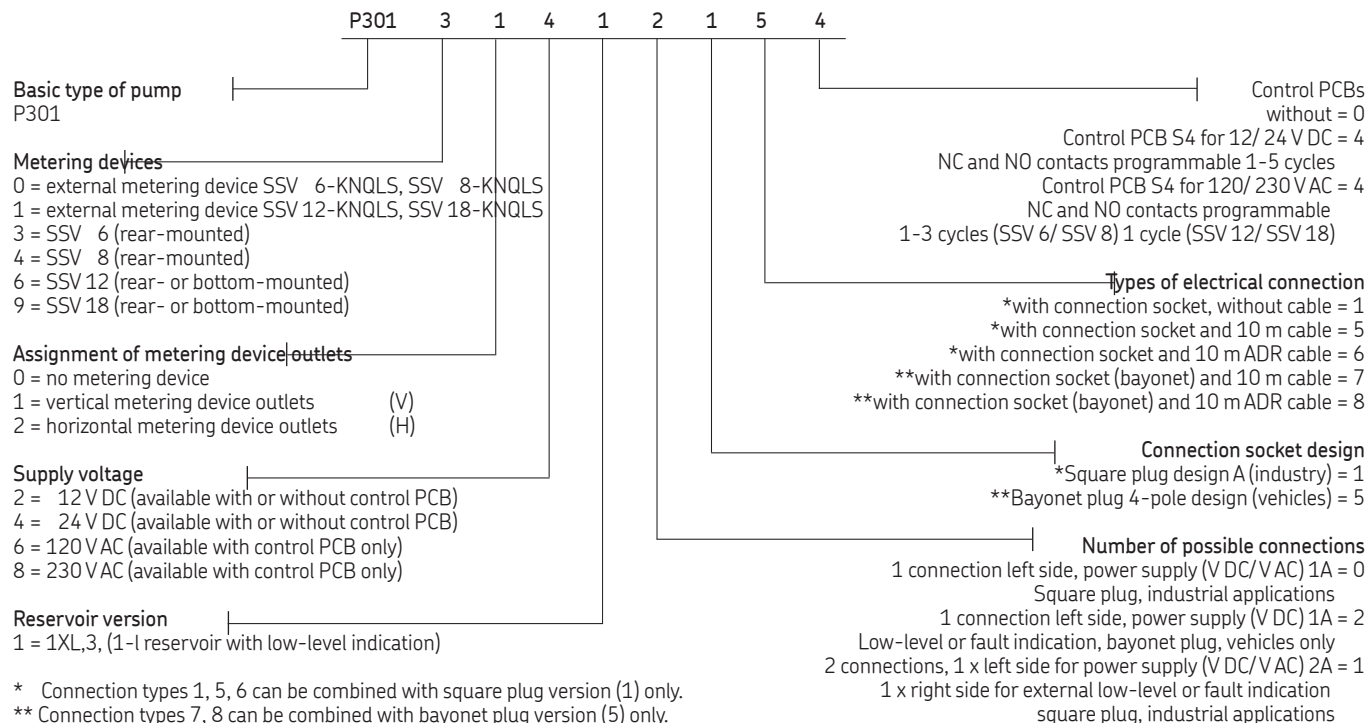 P301 3 1 4 1 2 1 5 4
Basic type of pump
P301
Metering devices
0 = external metering device SSV 6-KNQLS, SSV 8-KNQLS
1 = external metering device SSV 12-KNQLS, SSV 18-KNQLS
3 = SSV 6 (rear-mounted)
4 = SSV 8 (rear-mounted)
6 = SSV 12 (rear- or bottom-mounted)
9 = SSV 18 (rear- or bottom-mounted)
Assignment of metering device outlets
0 = no metering device
1 = vertical metering device outlets (V)
2 = horizontal metering device outlets (H)
Supply voltage
2 = 12 V DC (available with or without control PCB)
4 = 24 V DC (available with or without control PCB)
6 = 120 V AC (available with control PCB only)
8 = 230 V AC (available with control PCB only)
Reservoir version
1 = 1XL,3, (1-l reservoir with low-level indication)
* Connection types 1, 5, 6 can be combined with square plug version (1) only.
** Connection types 7, 8 can be combined with bayonet plug version (5) only.
Control PCBs
without = 0
Control PCB S4 for 12/ 24 V DC = 4
NC and NO contacts programmable 1-5 cycles
Control PCB S4 for 120/ 230 V AC = 4
NC and NO contacts programmable
1-3 cycles (SSV 6/ SSV 8) 1 cycle (SSV 12/ SSV 18)
Types of electrical connection
*with connection socket, without cable = 1
*with connection socket and 10 m cable = 5
*with connection socket and 10 m ADR cable = 6
**with connection socket (bayonet) and 10 m cable = 7
**with connection socket (bayonet) and 10 m ADR cable = 8
Connection socket design
*Square plug design A (industry) = 1
**Bayonet plug 4-pole design (vehicles) = 5
Number of possible connections
1 connection left side, power supply (V DC/ V AC) 1A = 0
Square plug, industrial applications
1 connection left side, power supply (V DC) 1A = 2
Low-level or fault indication, bayonet plug, vehicles only
2 connections, 1 x left side for power supply (V DC/ V AC) 2A = 1
1 x right side for external low-level or fault indication
square plug, industrial applications